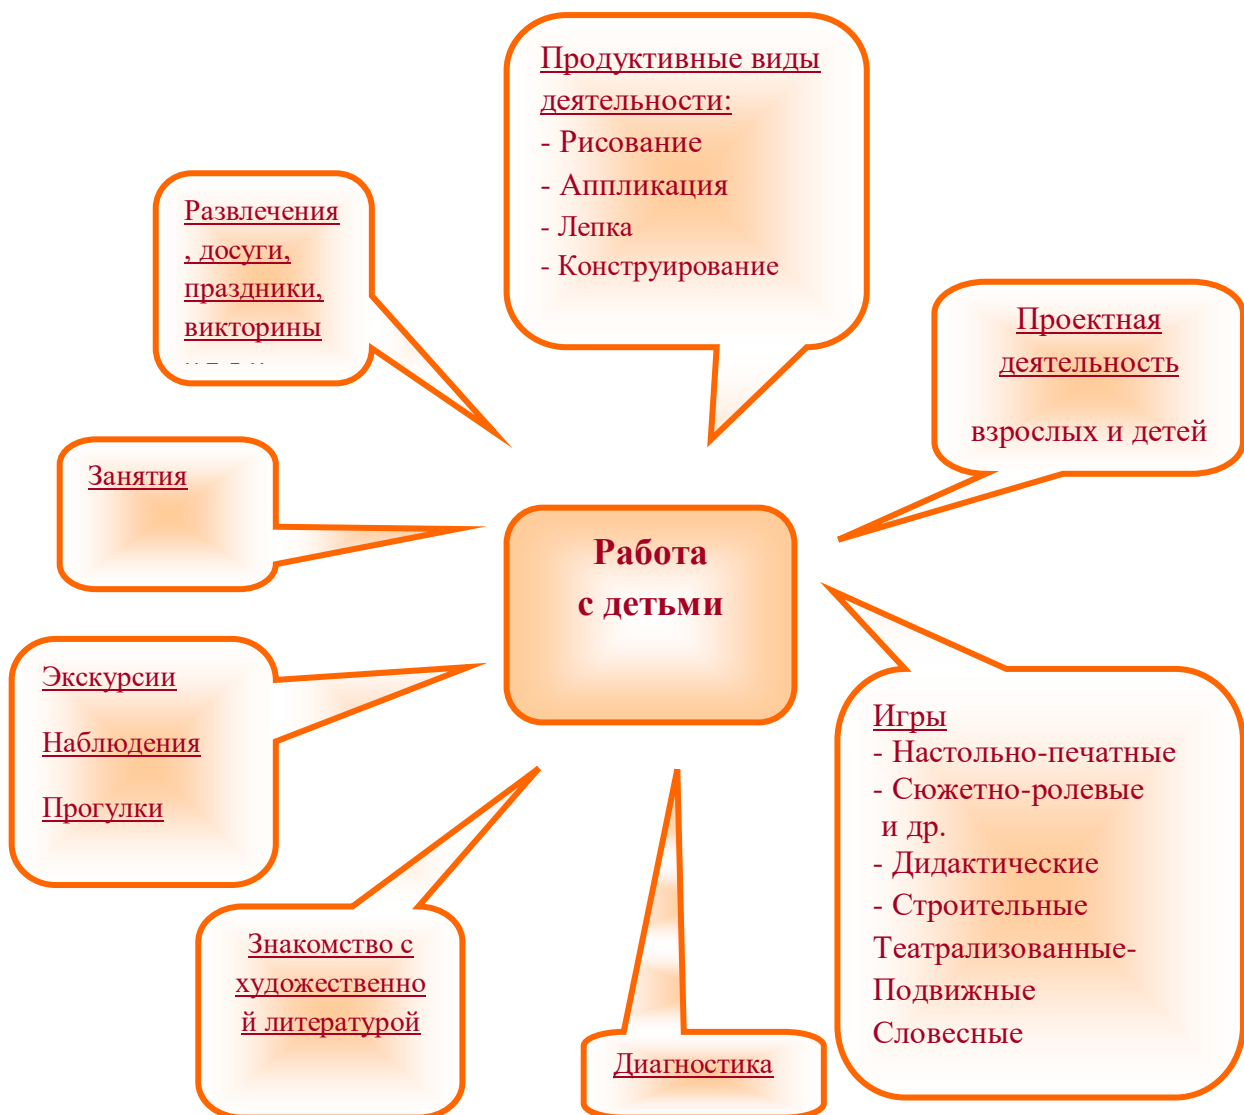 Продуктивные виды
деятельности:
- Рисование
- Аппликация
- Лепка
- Конструирование
Развлечения
, досуги,
праздники,
викторины
Проектная
деятельность
взрослых и детей
Занятия
Работа
с детьми
Экскурсии
Наблюдения
Прогулки
Игры
- Настольно-печатные
- Сюжетно-ролевые
и др.
- Дидактические
- Строительные
Театрализованные-
Подвижные
Словесные
Знакомство с
художественно
й литературой
Диагностика